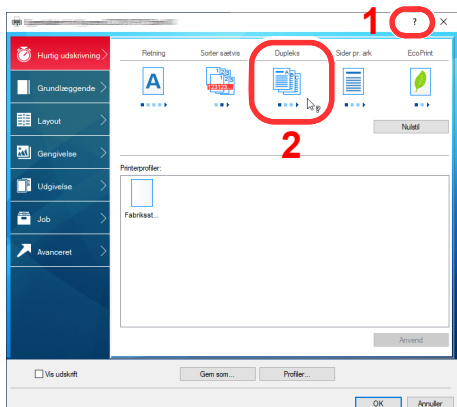 1
?
Hurtig udskrivning
Retning
Sorter sætvis
Dupleks
Sider pr. ark
EcoPrint
Grundlæggende
A
123123...
2
Layout
Nulstil
Gengivelse
Printerprofiler:
Udgivelse
Fabriksst...
Job
Avanceret
Anvend
Vis udskrift
Gem som...
Profiler...
OK
Annuller